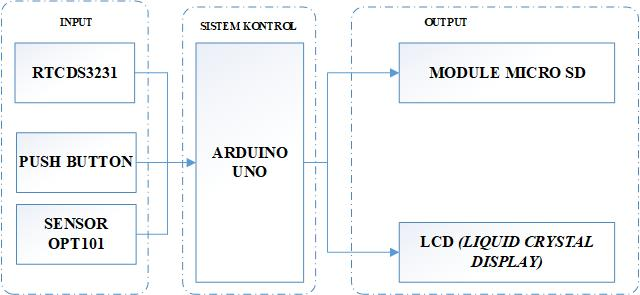 INPUT
RTCDS3231
PUSH BUTTON
SENSOR
OPT101
SISTEM KONTROL
ARDUINO
UNO
OUTPUT
MODULE MICRO SD
LCD (LIQUID CRYSTAL
DISPLAY)